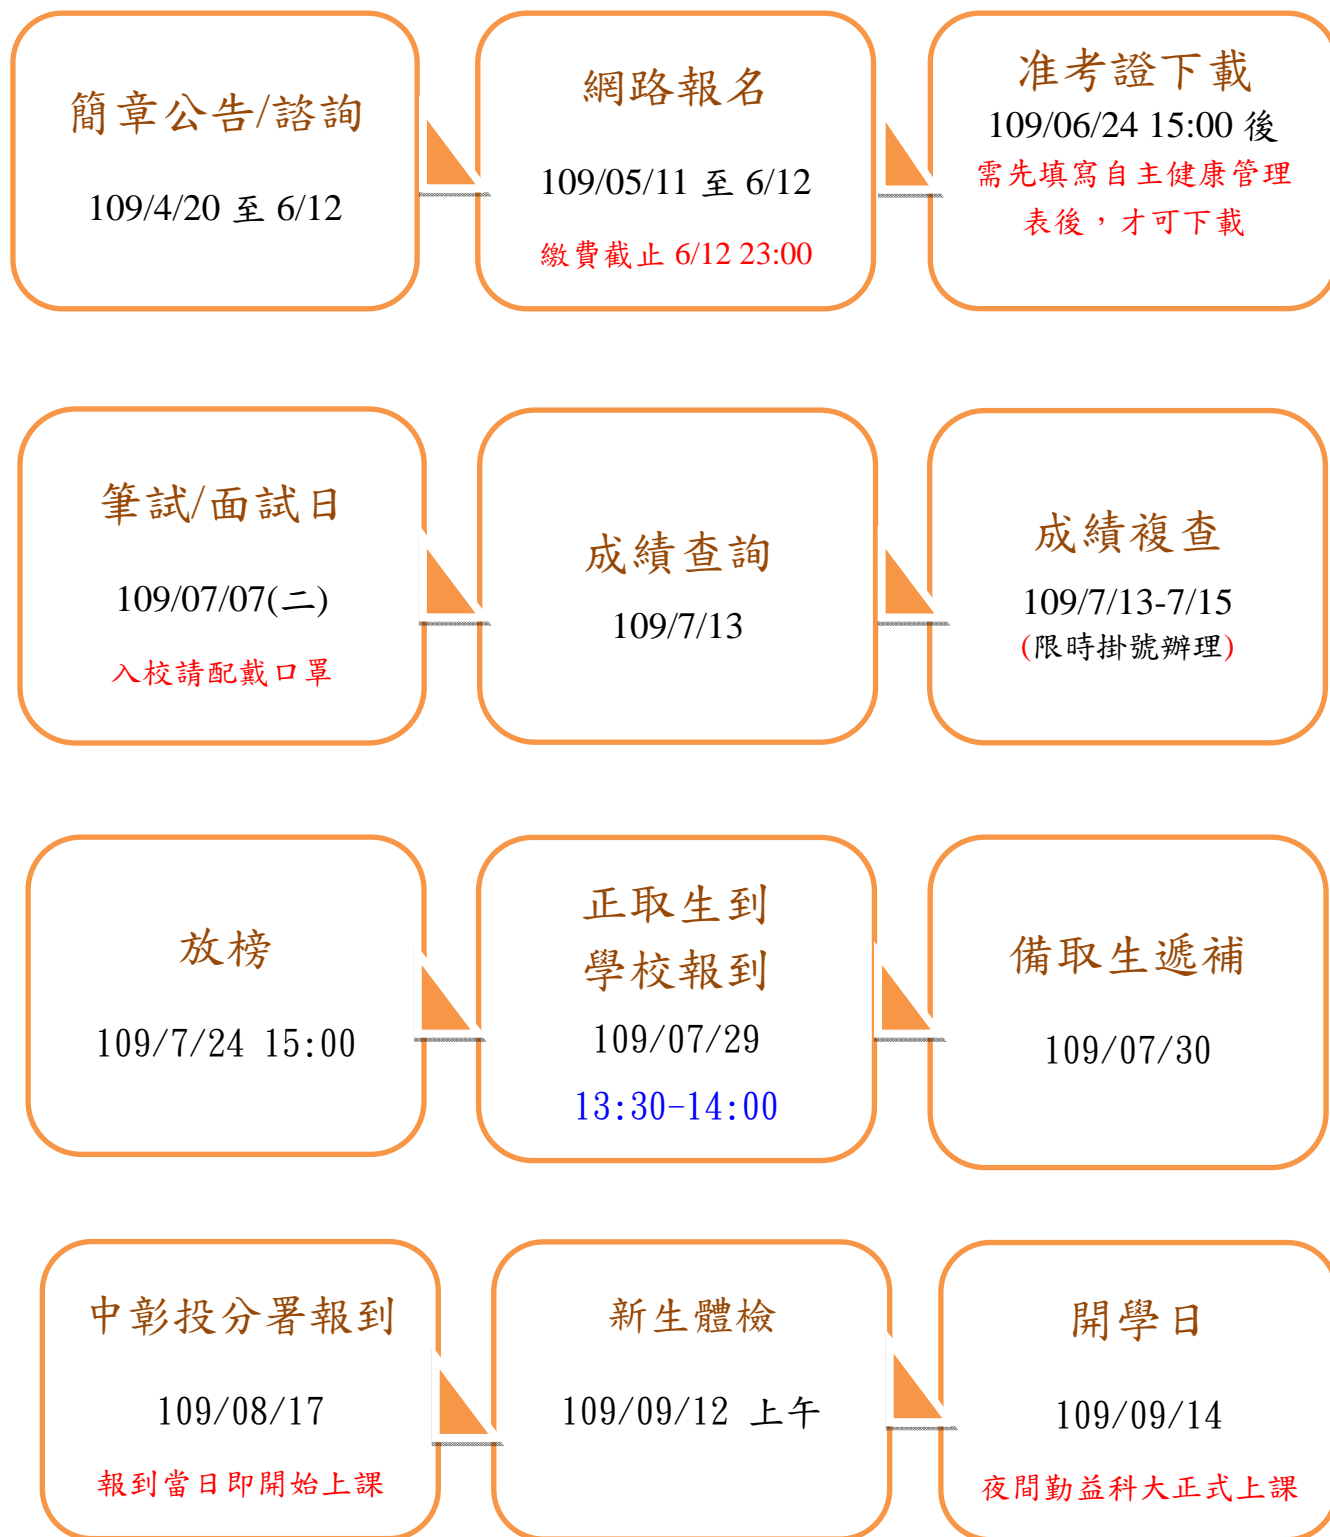 簡章公告/諮詢
109/4/20 至 6/12
網路報名
109/05/11 至 6/12
繳費截止 6/12 23:00
准考證下載
109/06/24 15:00 後
需先填寫自主健康管理
表後，才可下載
筆試/面試日
109/07/07(二)
入校請配戴口罩
成績查詢
109/7/13
成績複查
109/7/13-7/15
(限時掛號辦理)
放榜
109/7/24 15:00
正取生到
學校報到
109/07/29
13:30-14:00
備取生遞補
109/07/30
中彰投分署報到
109/08/17
報到當日即開始上課
新生體檢
109/09/12 上午
開學日
109/09/14
夜間勤益科大正式上課